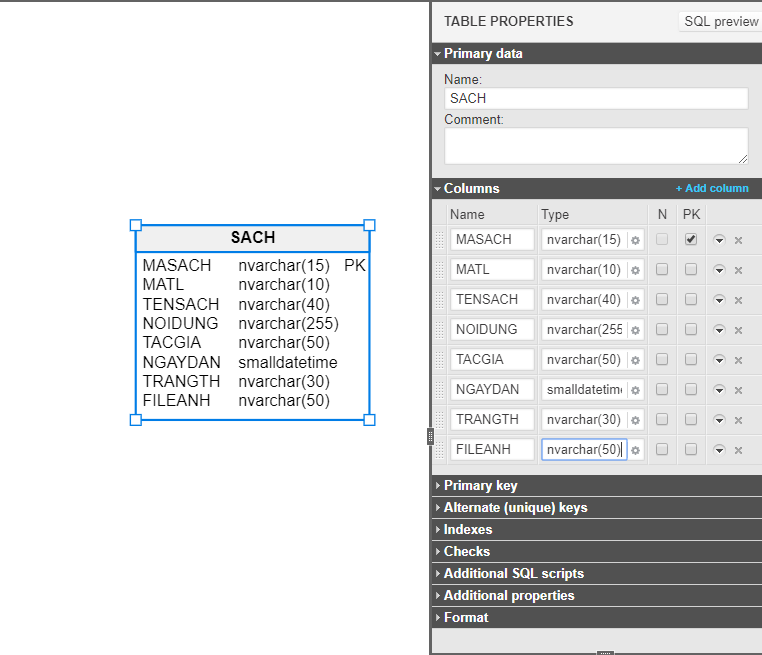 TABLE PROPERTIES SQL preview
Primary data
Name:
SACH
Comment:
Columns + Add column
Name Type N PK
MASACH nvarchar(15)
MATL nvarchar(10)
TENSACH nvarchar(40)
NOIDUNG nvarchar(255
TACGIA nvarchar(50)
NGAYDAN smalldatetim
TRANGTH nvarchar(30)
FILEANH nvarchar(50)
Primary key
Alternate (unique) keys
Indexes
Checks
Additional SQL scripts
Additional properties
Format
SACH
MASACH nvarchar(15) PK
MATL nvarchar(10)
TENSACH nvarchar(40)
NOIDUNG nvarchar(255)
TACGIA nvarchar(50)
NGAYDAN smalldatetime
TRANGTH nvarchar(30)
FILEANH nvarchar(50)